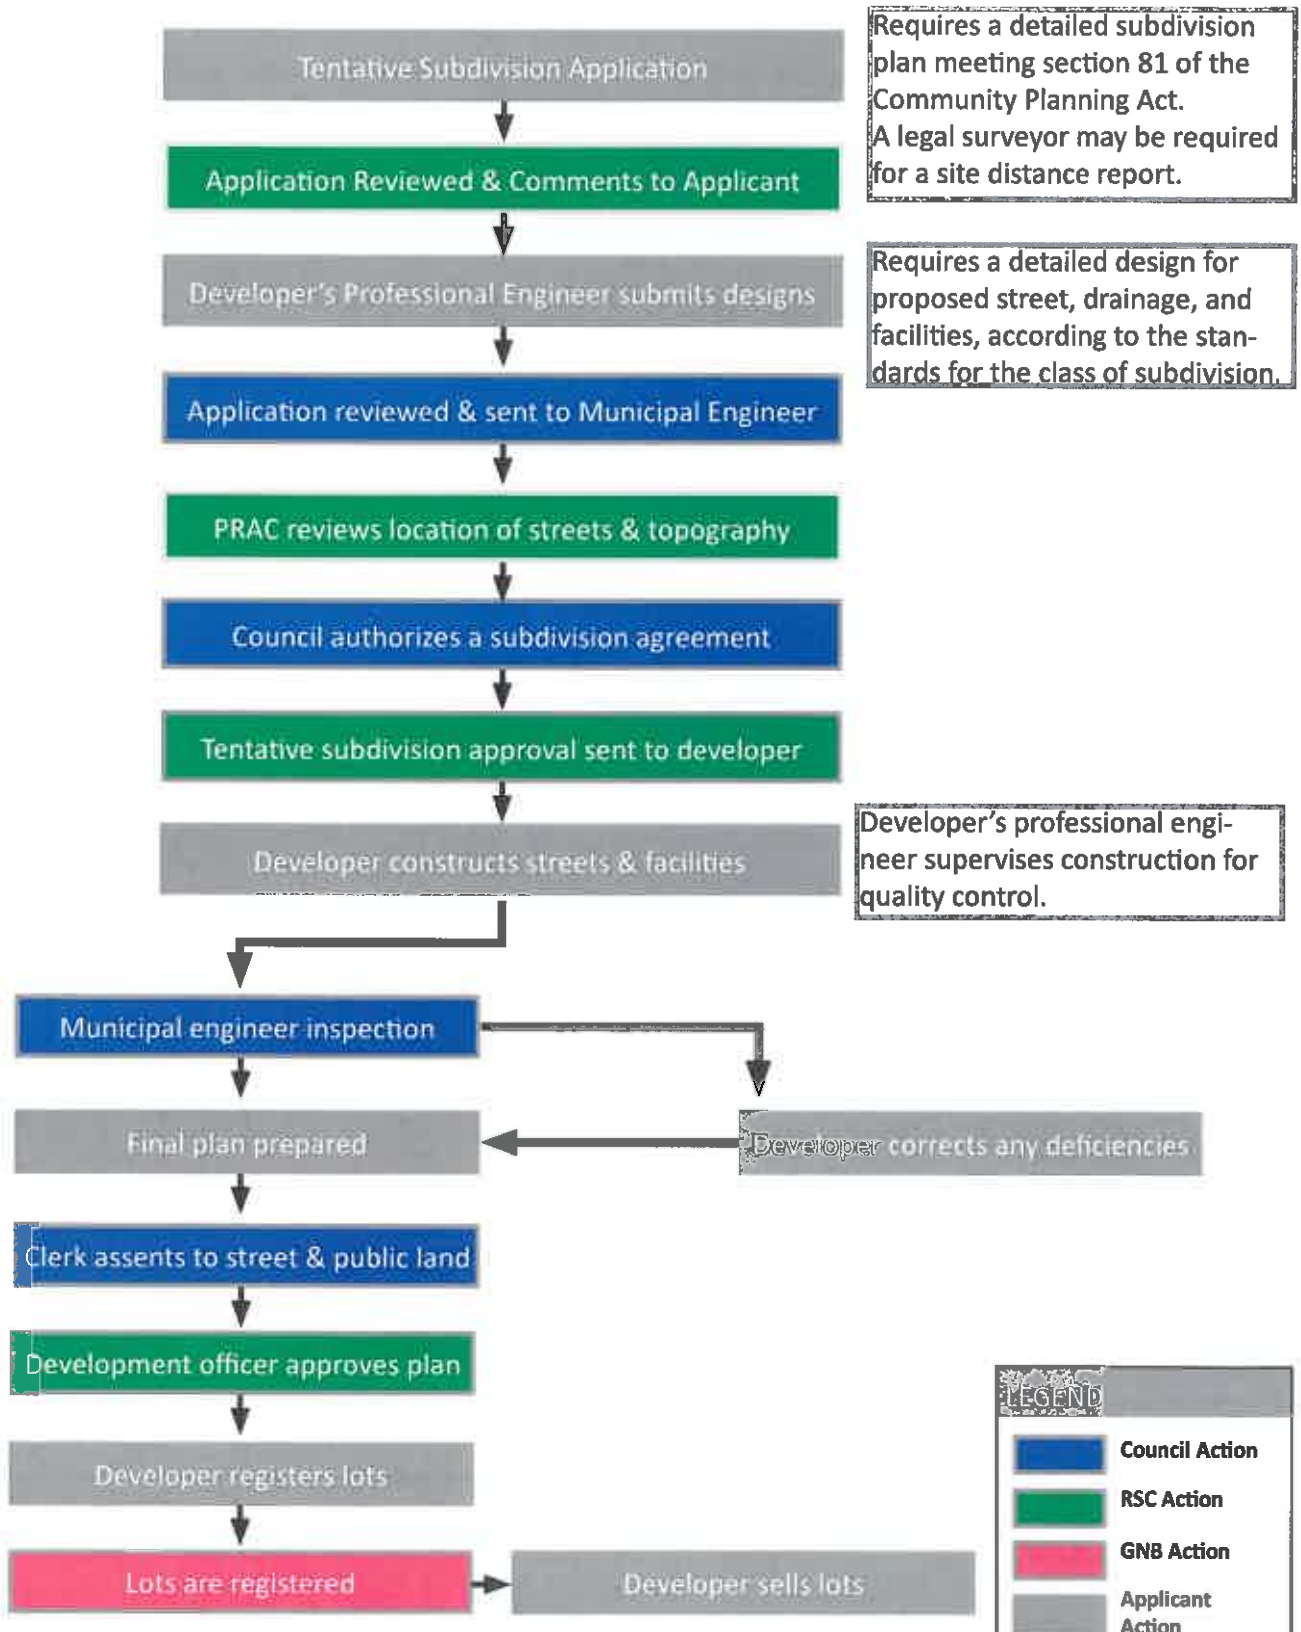 Tentative Subdivision Application
Requires a detailed subdivision
plan meeting section 81 of the
Community Planning Act.
A legal surveyor may be required
for a site distance report.
Application Reviewed & Comments to Applicant
Developer's Professional Engineer submits designs
Requires a detailed design for
proposed street, drainage, and
facilities, according to the stan-
dards for the class of subdivision.
Application reviewed & sent to Municipal Engineer
PRAC reviews location of streets & topography
Council authorizes a subdivision agreement
Tentative subdivision approval sent to developer
Developer constructs streets & facilities
Developer's professional engi-
neer supervises construction for
quality control.
Municipal engineer inspection
Final plan prepared
Developer corrects any deficiencies
Clerk assents to street & public land
Development officer approves plan
Developer registers lots
Lots are registered
Developer sells lots
LEGEND
Council Action
RSC Action
GNB Action
Applicant
Action